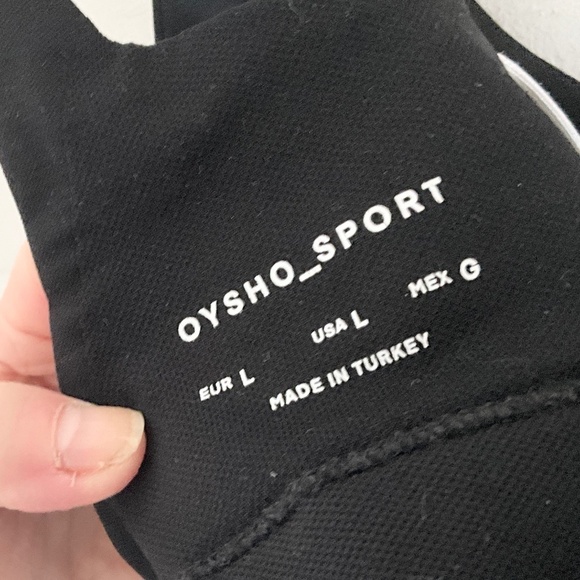 OYSHO_SPORT
EUR L USA L MEX G
MADE IN TURKEY